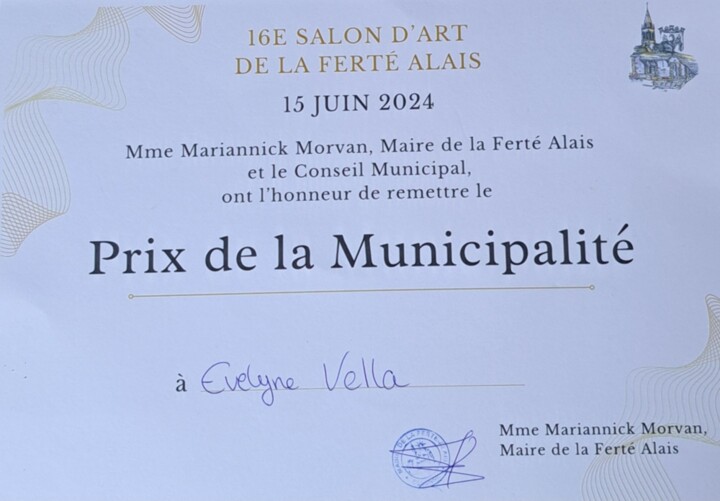 16E SALON D'ART
DE LA FERTÉ ALAIS
15 JUIN 2024
Mme Mariannick Morvan, Maire de la Ferté Alais
et le Conseil Municipal,
ont l'honneur de remettre le
Prix de la Municipalité
à Evelyne Vella
Mme Mariannick Morvan,
Maire de la Ferté Alais